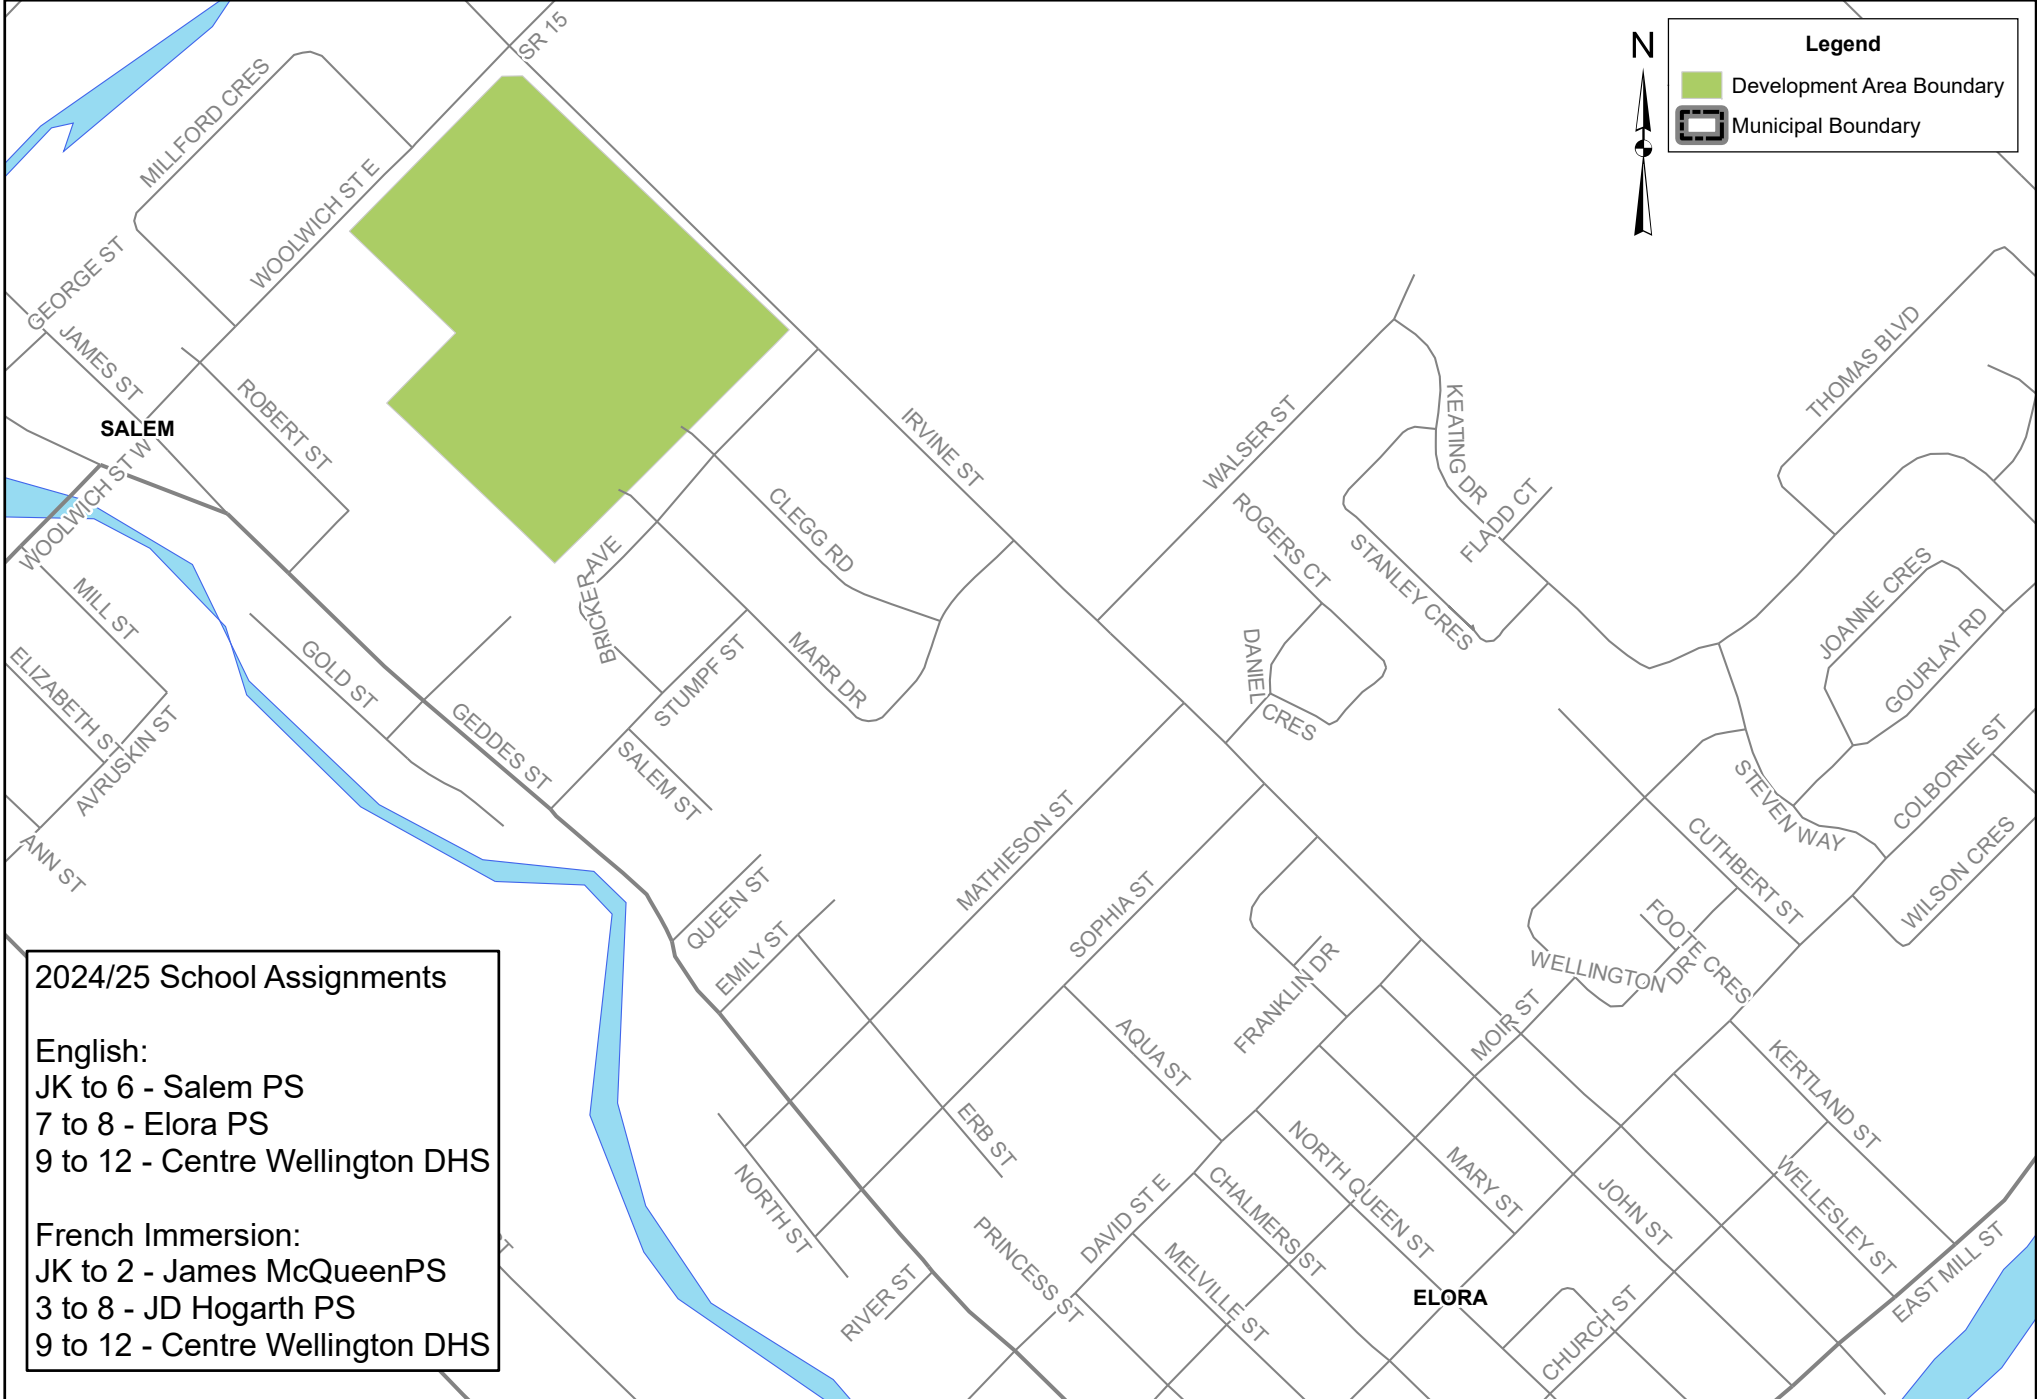 SR 15
N
Legend
Development Area Boundary
Municipal Boundary
MILLFORD CRES
WOOLWICH ST E
GEORGE ST
JAMES ST
ROBERT ST
SALEM
WOOLWICH ST W
THOMAS BLVD
IRVINE ST
WALSER ST
KEATING DR
ROGERS CT
FLADD CT
STANLEY CRES
CLEGG RD
BRICKER AVE
MILL ST
ELIZABETH ST
AVRUSKIN ST
ANN ST
GOLD ST
GEDDES ST
STUMPF ST
MARR DR
SALEM ST
DANIEL CRES
JOANNE CRES
GOURLAY RD
COLBORNE ST
STEVEN WAY
WILSON CRES
CUTHBERT ST
MATHIESON ST
SOPHIA ST
QUEEN ST
EMILY ST
FOOTE CRES
WELLINGTON DR
FRANKLIN DR
MOIR ST
AQUA ST
KERTLAND ST
ERB ST
NORTH ST
NORTH QUEEN ST
MARY ST
JOHN ST
WELLESLEY ST
EAST MILL ST
CHALMERS ST
DAVID ST E
PRINCESS ST
MELVILLE ST
RIVER ST
ELORA
CHURCH ST
2024/25 School Assignments
English:
JK to 6 - Salem PS
7 to 8 - Elora PS
9 to 12 - Centre Wellington DHS
French Immersion:
JK to 2 - James McQueenPS
3 to 8 - JD Hogarth PS
9 to 12 - Centre Wellington DHS